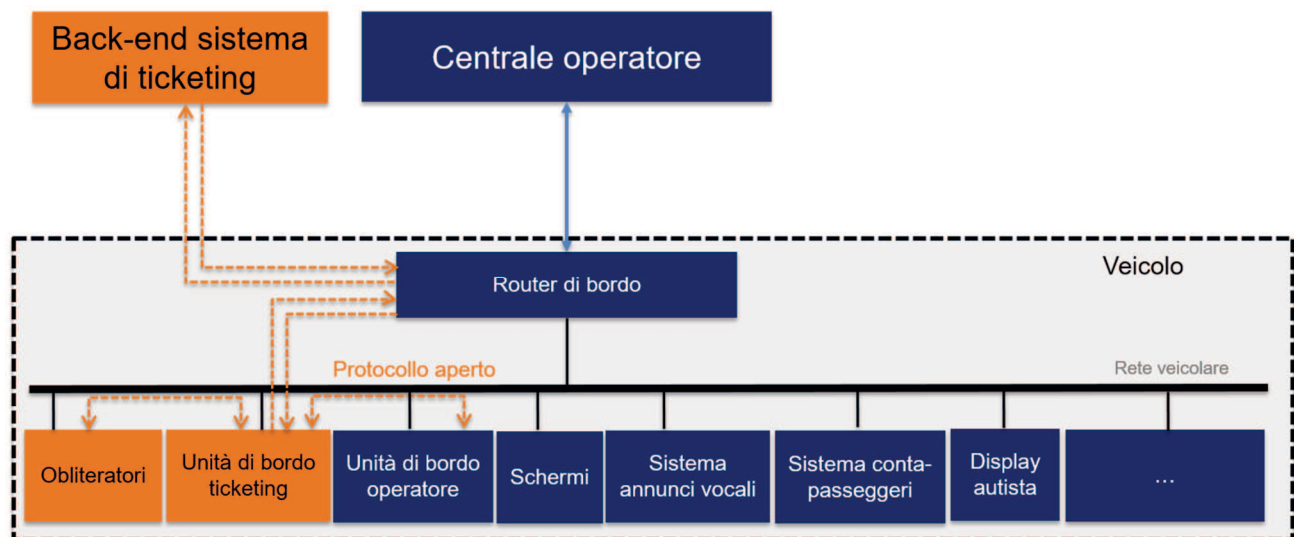 Back-end sistema
di ticketing
Centrale operatore
Veicolo
Router di bordo
Protocollo aperto
Rete veicolare
Obliteratori
Unità di bordo
ticketing
Unità di bordo
operatore
Schermi
Sistema
annunci vocali
Sistema conta-
passeggeri
Display
autista
...